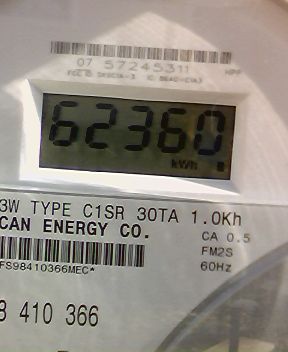 07 57245311 HPP
62360
kWh
3W TYPE C1SR 30TA 1.0Kh
CAN ENERGY CO.
CA 0.5
FM2S
FS98410366MEC*
60Hz
8 410 366